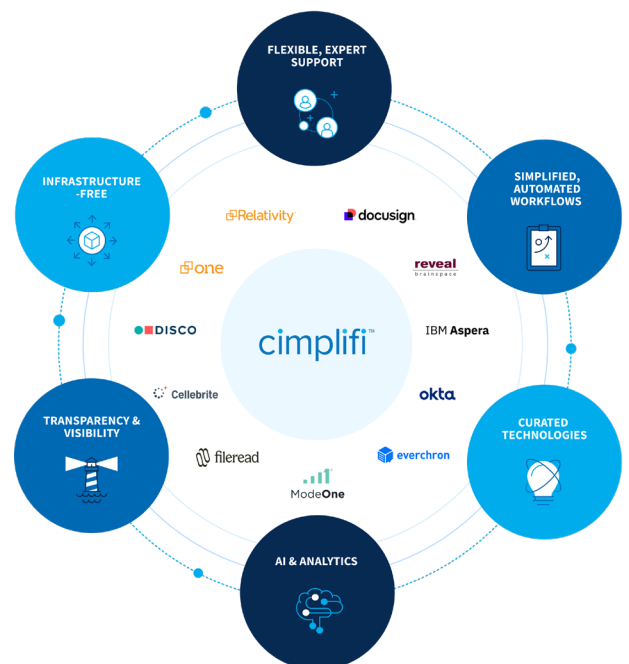 FLEXIBLE, EXPERT
SUPPORT
INFRASTRUCTURE
-FREE
SIMPLIFIED,
AUTOMATED
WORKFLOWS
Relativity
docusign
one
reveal
brainspace
DISCO
cimplifi™
IBM Aspera
Cellebrite
okta
TRANSPARENCY &
VISIBILITY
CURATED
TECHNOLOGIES
fileread
everchron
ModeOne
AI & ANALYTICS